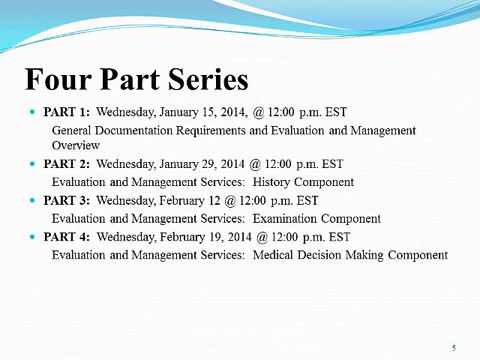 Four Part Series
• PART 1: Wednesday, January 15, 2014, @ 12:00 p.m. EST
General Documentation Requirements and Evaluation and Management
Overview
• PART 2: Wednesday, January 29, 2014 @ 12:00 p.m. EST
Evaluation and Management Services: History Component
• PART 3: Wednesday, February 12 @ 12:00 p.m. EST
Evaluation and Management Services: Examination Component
• PART 4: Wednesday, February 19, 2014 @ 12:00 p.m. EST
Evaluation and Management Services: Medical Decision Making Component
5